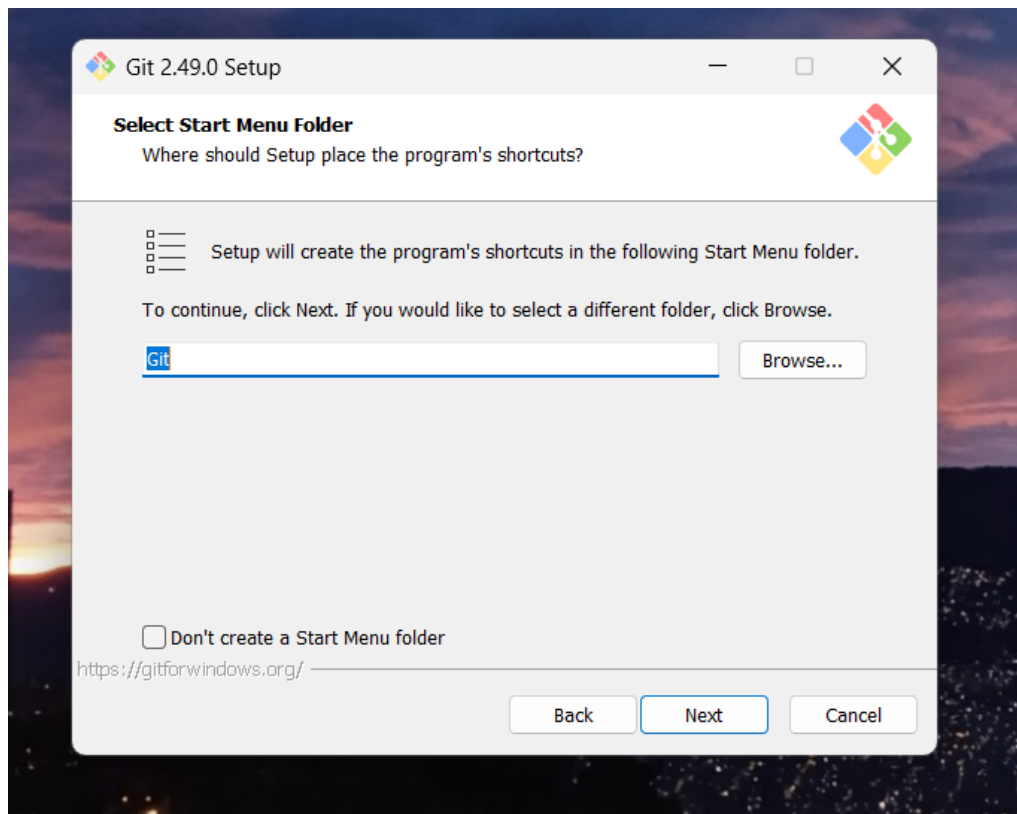 Git 2.49.0 Setup
Select Start Menu Folder
Where should Setup place the program's shortcuts?
Setup will create the program's shortcuts in the following Start Menu folder.
To continue, click Next. If you would like to select a different folder, click Browse.
Git
Browse...
Don't create a Start Menu folder
https://gitforwindows.org/
Back
Next
Cancel